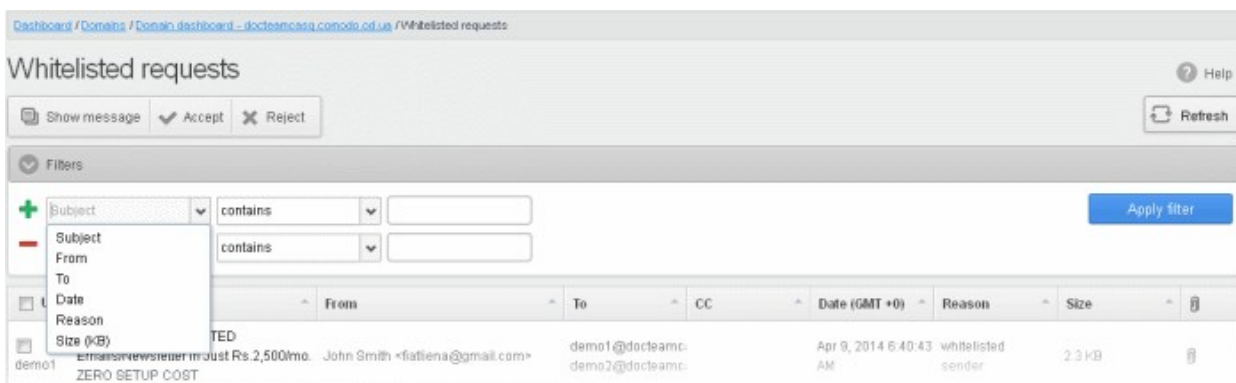 Dashboard / Domains / Domain dashboard - docteamcasg.comodo.od.ua / Whitelisted requests
Whitelisted requests
Help
Show message Accept Reject
Refresh
Filters
Subject contains
Apply filter
contains
Subject
From
To
Date
Reason
Size (KB)
From To CC Date (GMT +0) Reason Size
TED
Emails/Newsletter in Just Rs.2,500/mo.
ZERO SETUP COST
demo1
John Smith <fiatliena@gmail.com>
demo1@docteamc
demo2@docteamc
Apr 9, 2014 6:40:43
AM
whitelisted
sender
2.3 KB